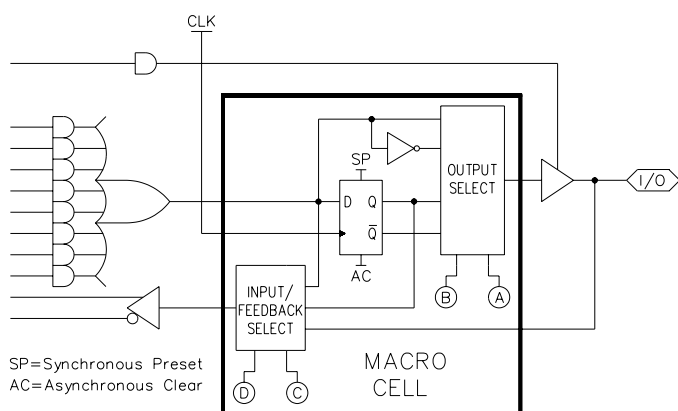 CLK
SP
D Q
Q̅
AC
OUTPUT
SELECT
I/O
B
A
INPUT/
FEEDBACK
SELECT
D
C
SP=Synchronous Preset
AC=Asynchronous Clear
MACRO
CELL